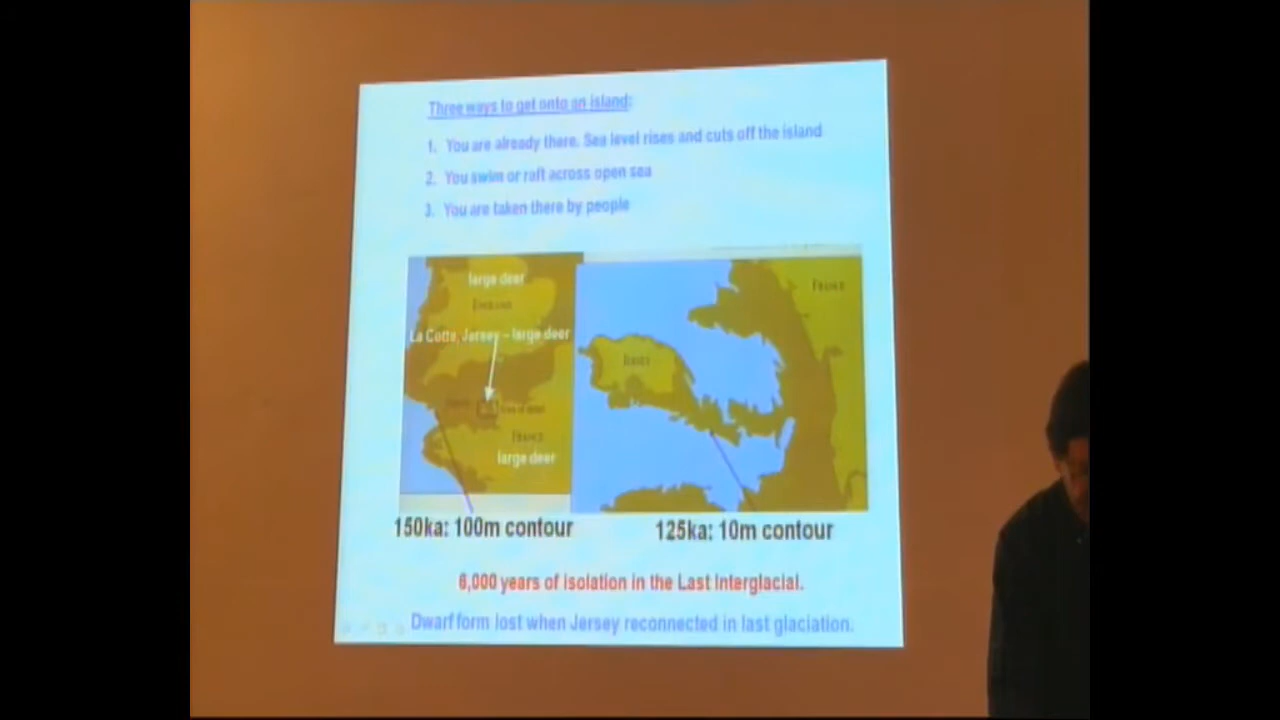 Three ways to get onto an island:
1. You are already there. Sea level rises and cuts off the island
2. You swim or raft across open sea
3. You are taken there by people
large deer
ENGLAND
La Cotte, Jersey – large deer
FRANCE
large deer
FRANCE
JERSEY
150ka: 100m contour
125ka: 10m contour
6,000 years of isolation in the Last Interglacial.
Dwarf form lost when Jersey reconnected in last glaciation.